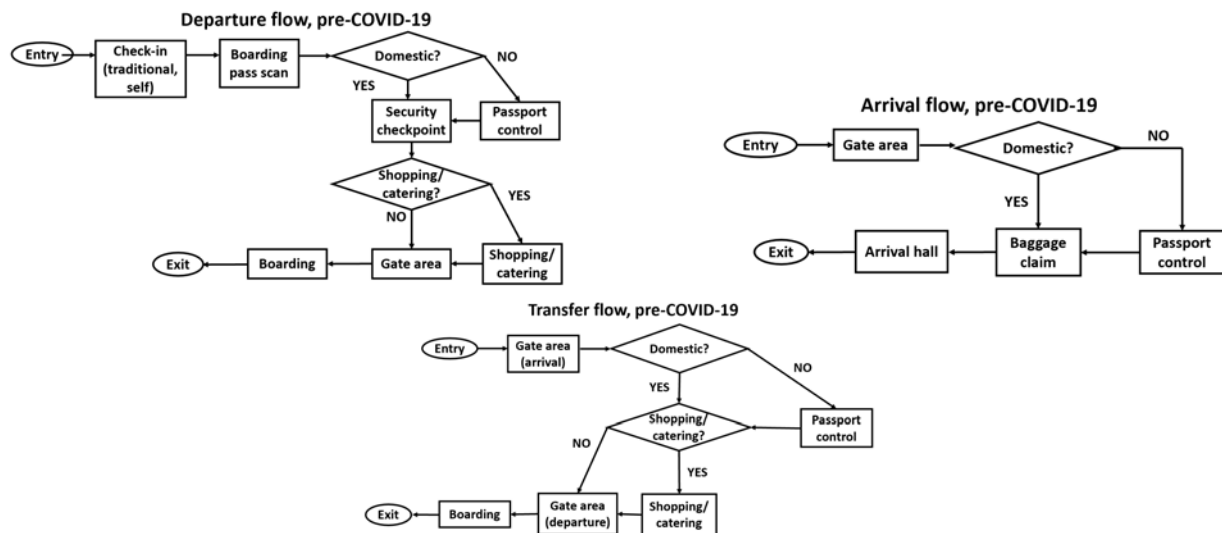 Departure flow, pre-COVID-19
Entry
Check-in
(traditional,
self)
Boarding
pass scan
Domestic?
NO
YES
Security
checkpoint
Passport
control
Shopping/
catering?
YES
NO
Exit
Boarding
Gate area
Shopping/
catering
Arrival flow, pre-COVID-19
Entry
Gate area
Domestic?
NO
YES
Exit
Arrival hall
Baggage
claim
Passport
control
Transfer flow, pre-COVID-19
Entry
Gate area
(arrival)
Domestic?
NO
YES
Shopping/
catering?
Passport
control
NO
YES
Exit
Boarding
Gate area
(departure)
Shopping/
catering